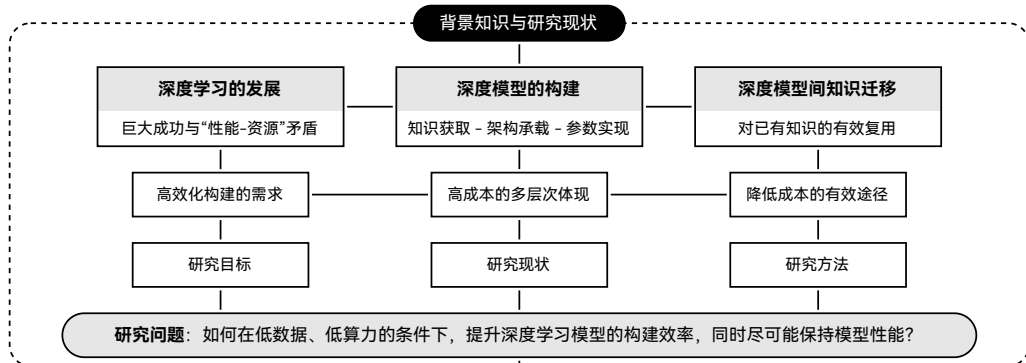 背景知识与研究现状
深度学习的发展
巨大成功与“性能-资源”矛盾
深度模型的构建
知识获取 - 架构承载 - 参数实现
深度模型间知识迁移
对已有知识的有效复用
高效化构建的需求
高成本的多层次体现
降低成本的有效途径
研究目标
研究现状
研究方法
研究问题：如何在低数据、低算力的条件下，提升深度学习模型的构建效率，同时尽可能保持模型性能？